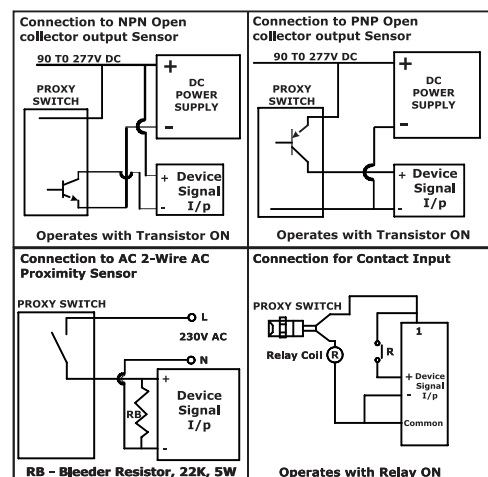 Connection to NPN Open
collector output Sensor
90 T0 277V DC
PROXY
SWITCH
+
DC
POWER
SUPPLY
-
+ Device
Signal
- I/p
Operates with Transistor ON
Connection to PNP Open
collector output Sensor
90 T0 277V DC
PROXY
SWITCH
+
DC
POWER
SUPPLY
-
+ Device
Signal
- I/p
Operates with Transistor ON
Connection to AC 2-Wire AC
Proximity Sensor
PROXY SWITCH
L
230V AC
N
+
Device
Signal
I/p
-
RB
RB - Bleeder Resistor, 22K, 5W
Connection for Contact Input
PROXY SWITCH
1
Relay Coil R
R
+ Device
Signal
- I/p
Common
Operates with Relay ON